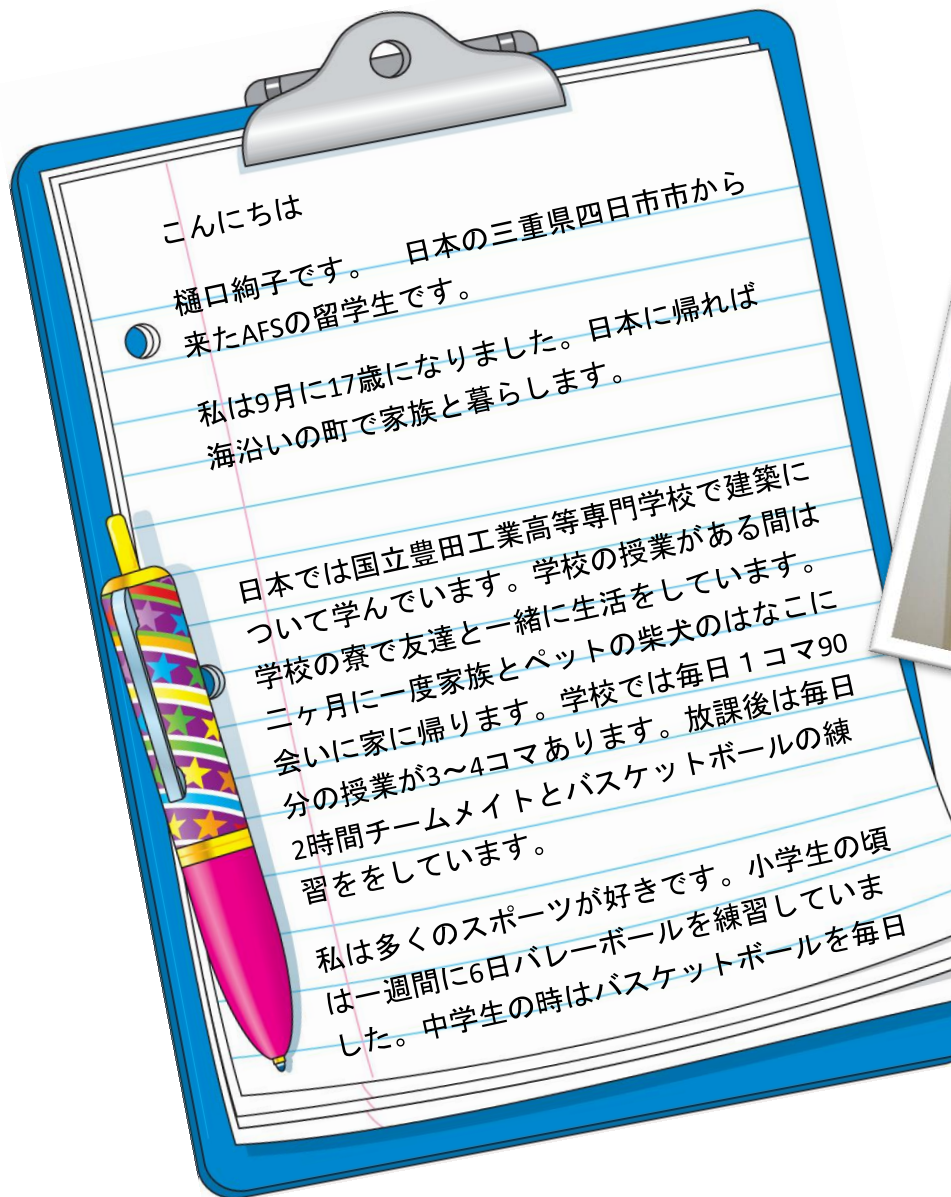 こんにちは
樋口絢子です。　日本の三重県四日市市から
来たAFSの留学生です。
私は9月に17歳になりました。日本に帰れば
海沿いの町で家族と暮らします。
日本では国立豊田工業高等専門学校で建築に
ついて学んでいます。学校の授業がある間は
学校の寮で友達と一緒に生活をしています。
二ヶ月に一度家族とペットの柴犬のはなこに
会いに家に帰ります。学校では毎日１コマ90
分の授業が3～4コマあります。放課後は毎日
2時間チームメイトとバスケットボールの練
習ををしています。
私は多くのスポーツが好きです。小学生の頃
は一週間に6日バレーボールを練習していま
した。中学生の時はバスケットボールを毎日